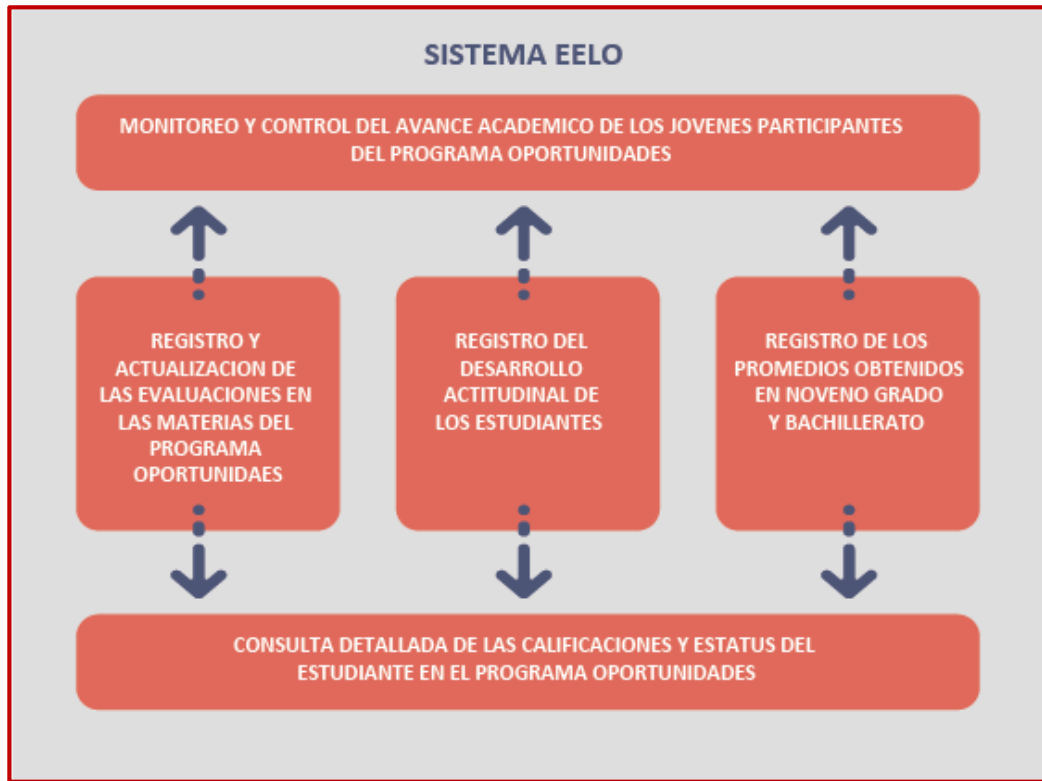 SISTEMA EELO
MONITOREO Y CONTROL DEL AVANCE ACADEMICO DE LOS JOVENES PARTICIPANTES
DEL PROGRAMA OPORTUNIDADES
REGISTRO Y
ACTUALIZACION DE
LAS EVALUACIONES EN
LAS MATERIAS DEL
PROGRAMA
OPORTUNIDAES
REGISTRO DEL
DESARROLLO
ACTITUDINAL DE
LOS ESTUDIANTES
REGISTRO DE LOS
PROMEDIOS OBTENIDOS
EN NOVENO GRADO
Y BACHILLERATO
CONSULTA DETALLADA DE LAS CALIFICACIONES Y ESTATUS DEL
ESTUDIANTE EN EL PROGRAMA OPORTUNIDADES